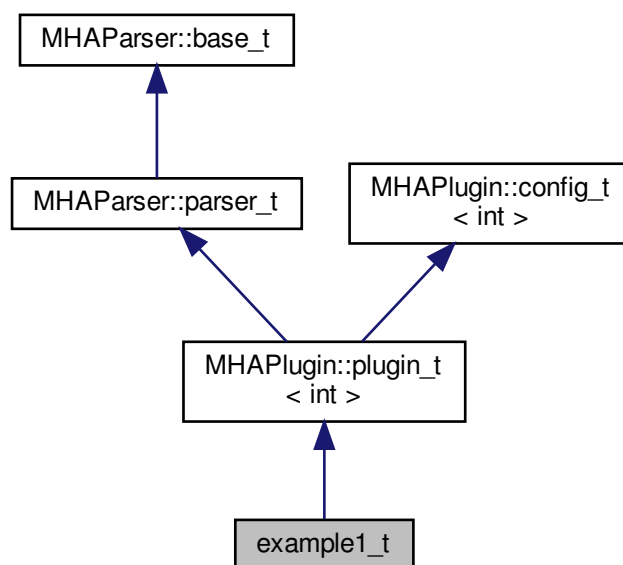 MHAParser::base_t
MHAParser::parser_t
MHAPlugin::config_t
< int >
MHAPlugin::plugin_t
< int >
example1_t